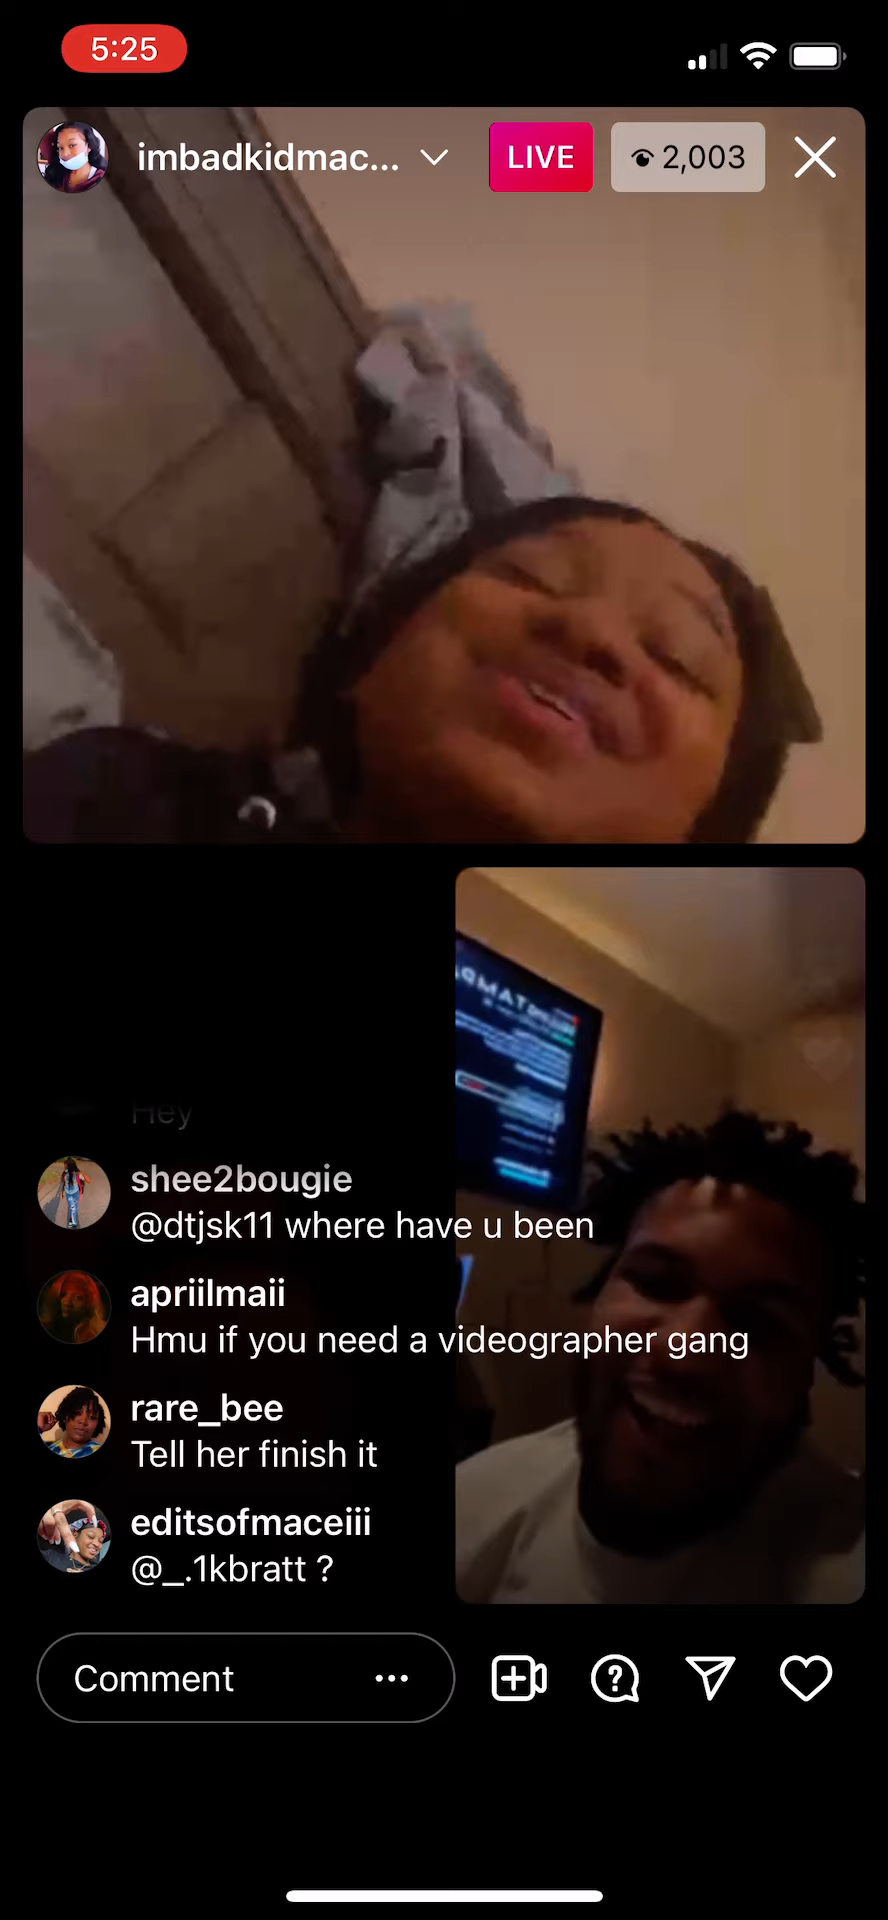 5:25
imbadkidmac...
LIVE
2,003
Hey
shee2bougie
@dtjsk11 where have u been
apriilmaii
Hmu if you need a videographer gang
rare_bee
Tell her finish it
editsofmaceiii
@_.1kbratt ?
Comment